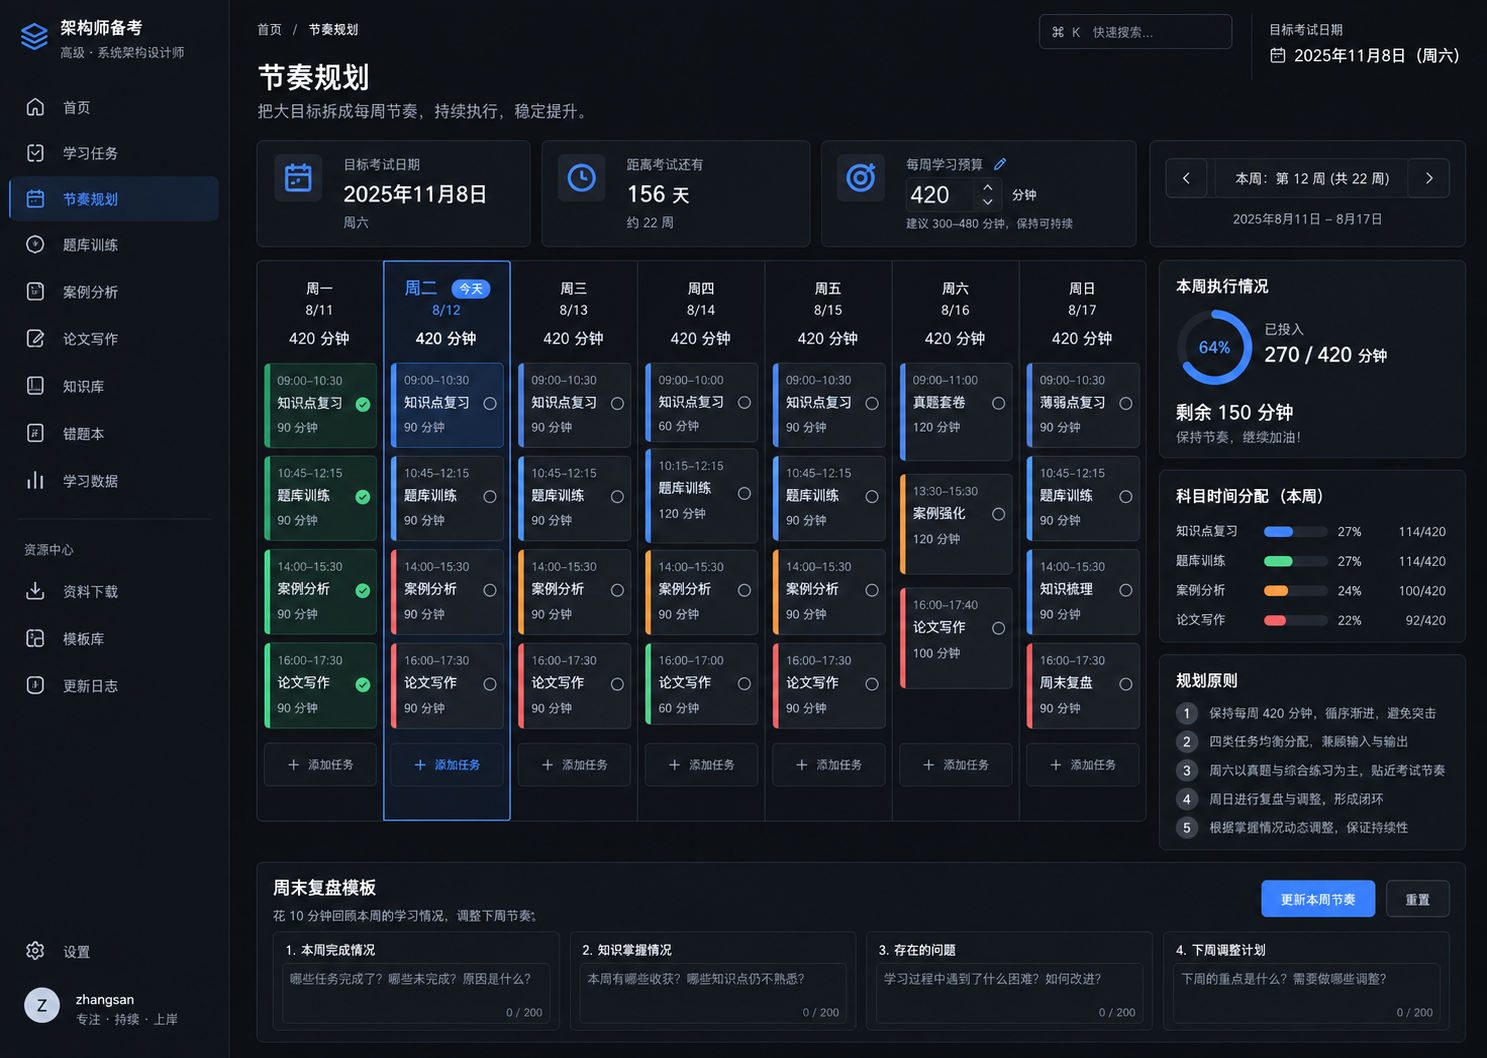 架构师备考
高级 · 系统架构设计师
首页
学习任务
节奏规划
题库训练
案例分析
论文写作
知识库
错题本
学习数据
资源中心
资料下载
模板库
更新日志
设置
Z
zhangsan
专注 · 持续 · 上岸
首页 / 节奏规划
⌘ K 快速搜索...
目标考试日期
2025年11月8日（周六）
节奏规划
把大目标拆成每周节奏，持续执行，稳定提升。
目标考试日期
2025年11月8日
周六
距离考试还有
156 天
约 22 周
每周学习预算
420 分钟
建议 300–480 分钟，保持可持续
本周：第 12 周 (共 22 周)
2025年8月11日 – 8月17日
周一
8/11
420 分钟
09:00–10:30
知识点复习
90 分钟
10:45–12:15
题库训练
90 分钟
14:00–15:30
案例分析
90 分钟
16:00–17:30
论文写作
90 分钟
+ 添加任务
周二 今天
8/12
420 分钟
09:00–10:30
知识点复习
90 分钟
10:45–12:15
题库训练
90 分钟
14:00–15:30
案例分析
90 分钟
16:00–17:30
论文写作
90 分钟
+ 添加任务
周三
8/13
420 分钟
09:00–10:30
知识点复习
90 分钟
10:45–12:15
题库训练
90 分钟
14:00–15:30
案例分析
90 分钟
16:00–17:30
论文写作
90 分钟
+ 添加任务
周四
8/14
420 分钟
09:00–10:00
知识点复习
60 分钟
10:15–12:15
题库训练
120 分钟
14:00–15:30
案例分析
90 分钟
16:00–17:00
论文写作
60 分钟
+ 添加任务
周五
8/15
420 分钟
09:00–10:30
知识点复习
90 分钟
10:45–12:15
题库训练
90 分钟
14:00–15:30
案例分析
90 分钟
16:00–17:30
论文写作
90 分钟
+ 添加任务
周六
8/16
420 分钟
09:00–11:00
真题套卷
120 分钟
13:30–15:30
案例强化
120 分钟
16:00–17:40
论文写作
100 分钟
+ 添加任务
周日
8/17
420 分钟
09:00–10:30
薄弱点复习
90 分钟
10:45–12:15
题库训练
90 分钟
14:00–15:30
知识梳理
90 分钟
16:00–17:30
周末复盘
90 分钟
+ 添加任务
本周执行情况
64%
已投入
270 / 420 分钟
剩余 150 分钟
保持节奏，继续加油！
科目时间分配（本周）
知识点复习 27% 114/420
题库训练 27% 114/420
案例分析 24% 100/420
论文写作 22% 92/420
规划原则
1 保持每周 420 分钟，循序渐进，避免突击
2 四类任务均衡分配，兼顾输入与输出
3 周六以真题与综合练习为主，贴近考试节奏
4 周日进行复盘与调整，形成闭环
5 根据掌握情况动态调整，保证持续性
周末复盘模板
花 10 分钟回顾本周的学习情况，调整下周节奏。
更新本周节奏
重置
1. 本周完成情况
哪些任务完成了？哪些未完成？原因是什么？
0 / 200
2. 知识掌握情况
本周有哪些收获？哪些知识点仍不熟悉？
0 / 200
3. 存在的问题
学习过程中遇到了什么困难？如何改进？
0 / 200
4. 下周调整计划
下周的重点是什么？需要做哪些调整？
0 / 200